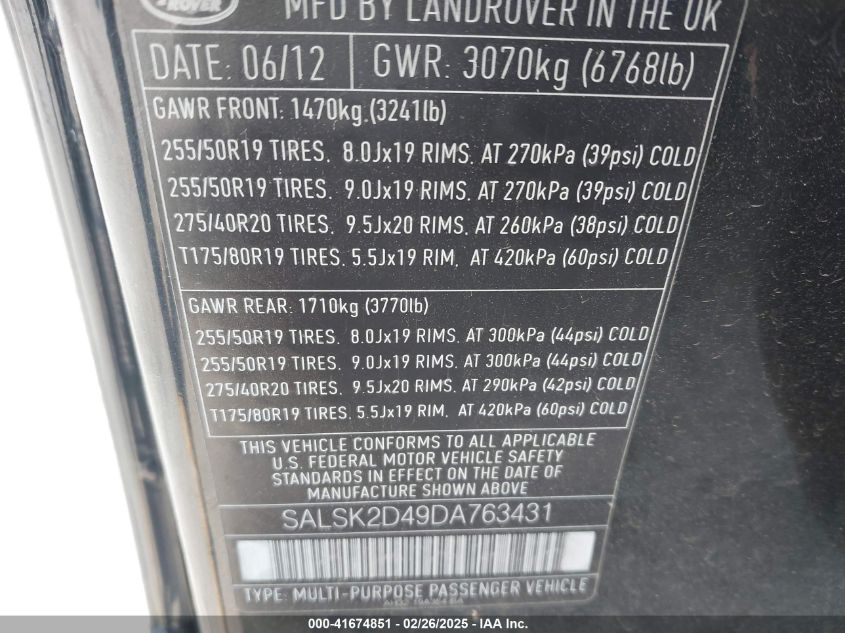 ROVER
MFD BY LANDROVER IN THE UK
DATE: 06/12 GWR: 3070kg (6768lb)
GAWR FRONT: 1470kg.(3241lb)
255/50R19 TIRES. 8.0Jx19 RIMS. AT 270kPa (39psi) COLD
255/50R19 TIRES. 9.0Jx19 RIMS. AT 270kPa (39psi) COLD
275/40R20 TIRES. 9.5Jx20 RIMS. AT 260kPa (38psi) COLD
T175/80R19 TIRES. 5.5Jx19 RIM. AT 420kPa (60psi) COLD
GAWR REAR: 1710kg (3770lb)
255/50R19 TIRES. 8.0Jx19 RIMS. AT 300kPa (44psi) COLD
255/50R19 TIRES. 9.0Jx19 RIMS. AT 300kPa (44psi) COLD
275/40R20 TIRES. 9.5Jx20 RIMS. AT 290kPa (42psi) COLD
T175/80R19 TIRES. 5.5Jx19 RIM. AT 420kPa (60psi) COLD
THIS VEHICLE CONFORMS TO ALL APPLICABLE
U.S. FEDERAL MOTOR VEHICLE SAFETY
STANDARDS IN EFFECT ON THE DATE OF
MANUFACTURE SHOWN ABOVE
SALSK2D49DA763431
TYPE: MULTI-PURPOSE PASSENGER VEHICLE
000-41674851 - 02/26/2025 - IAA Inc.